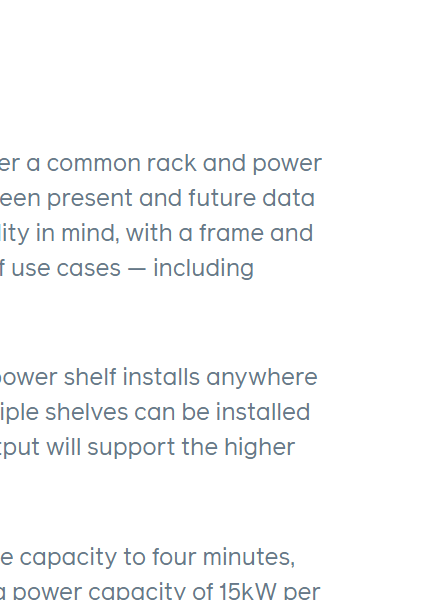 er a common rack and power
een present and future data
lity in mind, with a frame and
f use cases — including
power shelf installs anywhere
iple shelves can be installed
tput will support the higher
e capacity to four minutes,
a power capacity of 15kW per